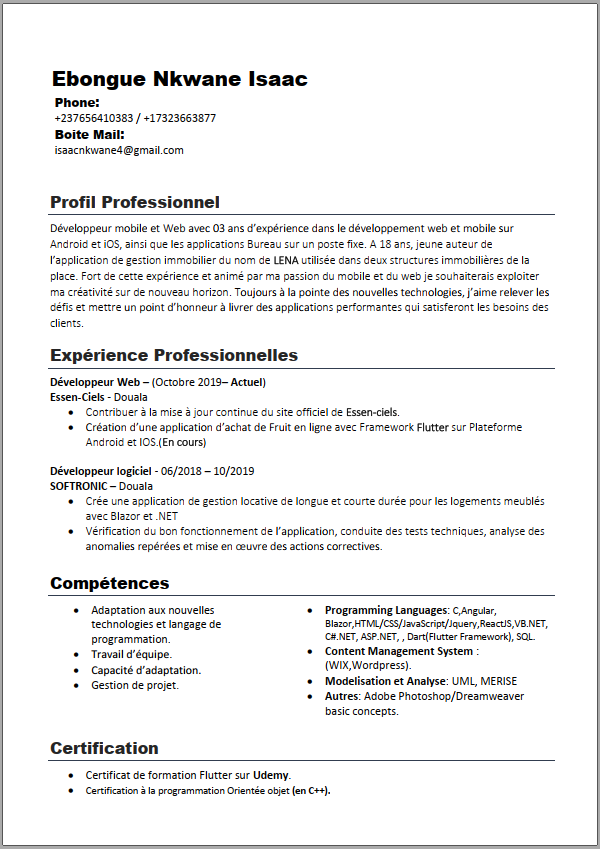 Ebongue Nkwane Isaac
Phone:
+237656410383 / +17323663877
Boite Mail:
isaacnkwane4@gmail.com
Profil Professionnel
Développeur mobile et Web avec 03 ans d'expérience dans le développement web et mobile sur
Android et iOS, ainsi que les applications Bureau sur un poste fixe. A 18 ans, jeune auteur de
l'application de gestion immobilier du nom de LENA utilisée dans deux structures immobilières de la
place. Fort de cette expérience et animé par ma passion du mobile et du web je souhaiterais exploiter
ma créativité sur de nouveau horizon. Toujours à la pointe des nouvelles technologies, j'aime relever les
défis et mettre un point d'honneur à livrer des applications performantes qui satisferont les besoins des
clients.
Expérience Professionnelles
Développeur Web – (Octobre 2019– Actuel)
Essen-Ciels - Douala
• Contribuer à la mise à jour continue du site officiel de Essen-ciels.
• Création d'une application d'achat de Fruit en ligne avec Framework Flutter sur Plateforme
Android et IOS.(En cours)
Développeur logiciel - 06/2018 – 10/2019
SOFTRONIC – Douala
• Crée une application de gestion locative de longue et courte durée pour les logements meublés
avec Blazor et .NET
• Vérification du bon fonctionnement de l'application, conduite des tests techniques, analyse des
anomalies repérées et mise en œuvre des actions correctives.
Compétences
• Adaptation aux nouvelles
technologies et langage de
programmation.
• Travail d'équipe.
• Capacité d'adaptation.
• Gestion de projet.
• Programming Languages: C,Angular,
Blazor,HTML/CSS/JavaScript/Jquery,ReactJS,VB.NET,
C#.NET, ASP.NET, , Dart(Flutter Framework), SQL.
• Content Management System :
(WIX,Wordpress).
• Modelisation et Analyse: UML, MERISE
• Autres: Adobe Photoshop/Dreamweaver
basic concepts.
Certification
• Certificat de formation Flutter sur Udemy.
• Certification à la programmation Orientée objet (en C++).